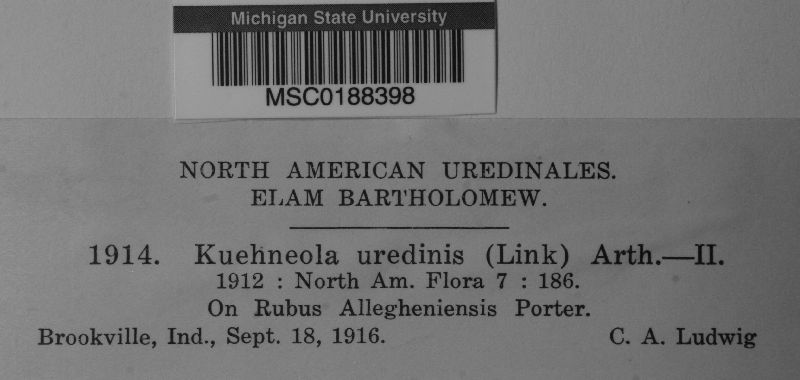 Michigan State University
MSC0188398
NORTH AMERICAN UREDINALES.
ELAM BARTHOLOMEW.
1914. Kuehneola uredinis (Link) Arth.—II.
1912 : North Am. Flora 7 : 186.
On Rubus Allegheniensis Porter.
Brookville, Ind., Sept. 18, 1916. C. A. Ludwig